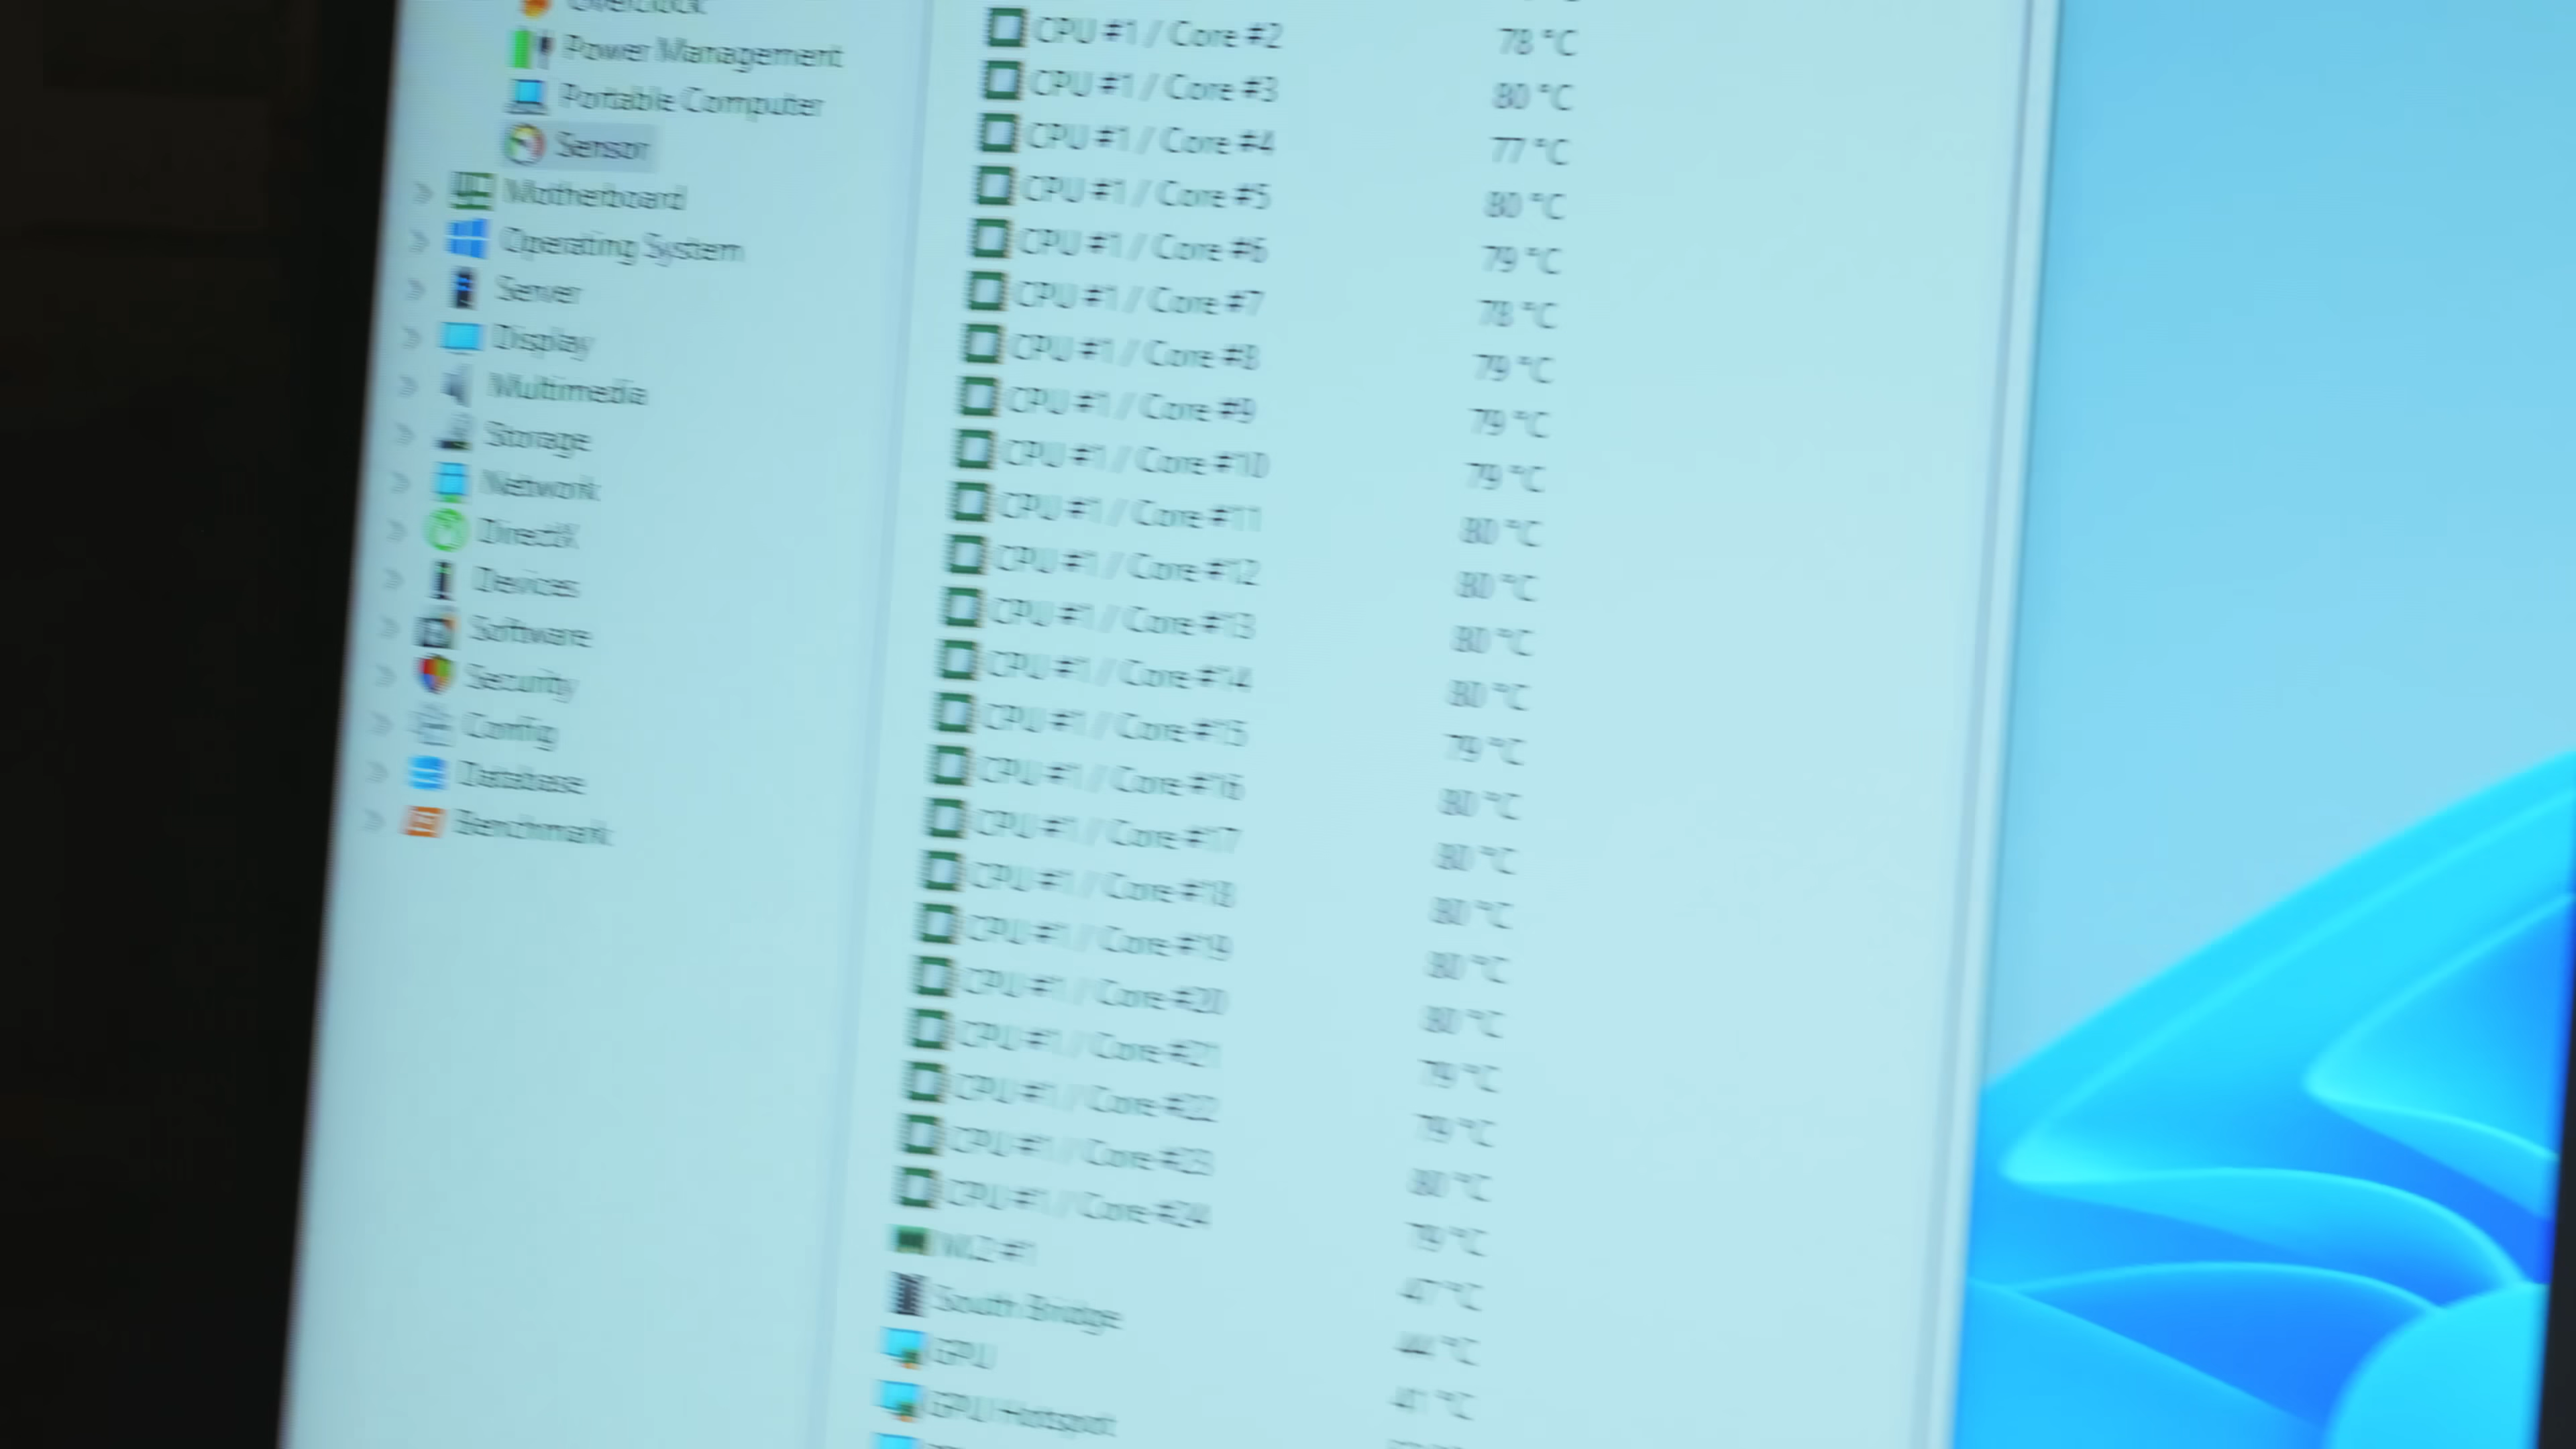 Overclock
Power Management
Portable Computer
Sensor
Motherboard
Operating System
Server
Display
Multimedia
Storage
Network
DirectX
Devices
Software
Security
Config
Database
Benchmark
CPU #1 / Core #2 78 °C
CPU #1 / Core #3 80 °C
CPU #1 / Core #4 77 °C
CPU #1 / Core #5 80 °C
CPU #1 / Core #6 79 °C
CPU #1 / Core #7 78 °C
CPU #1 / Core #8 79 °C
CPU #1 / Core #9 79 °C
CPU #1 / Core #10 79 °C
CPU #1 / Core #11 80 °C
CPU #1 / Core #12 80 °C
CPU #1 / Core #13 80 °C
CPU #1 / Core #14 80 °C
CPU #1 / Core #15 79 °C
CPU #1 / Core #16 80 °C
CPU #1 / Core #17 80 °C
CPU #1 / Core #18 80 °C
CPU #1 / Core #19 80 °C
CPU #1 / Core #20 80 °C
CPU #1 / Core #21 79 °C
CPU #1 / Core #22 79 °C
CPU #1 / Core #23 80 °C
CPU #1 / Core #24 79 °C
#1 47 °C
South Bridge 44 °C
GPU 41 °C
GPU Hotspot